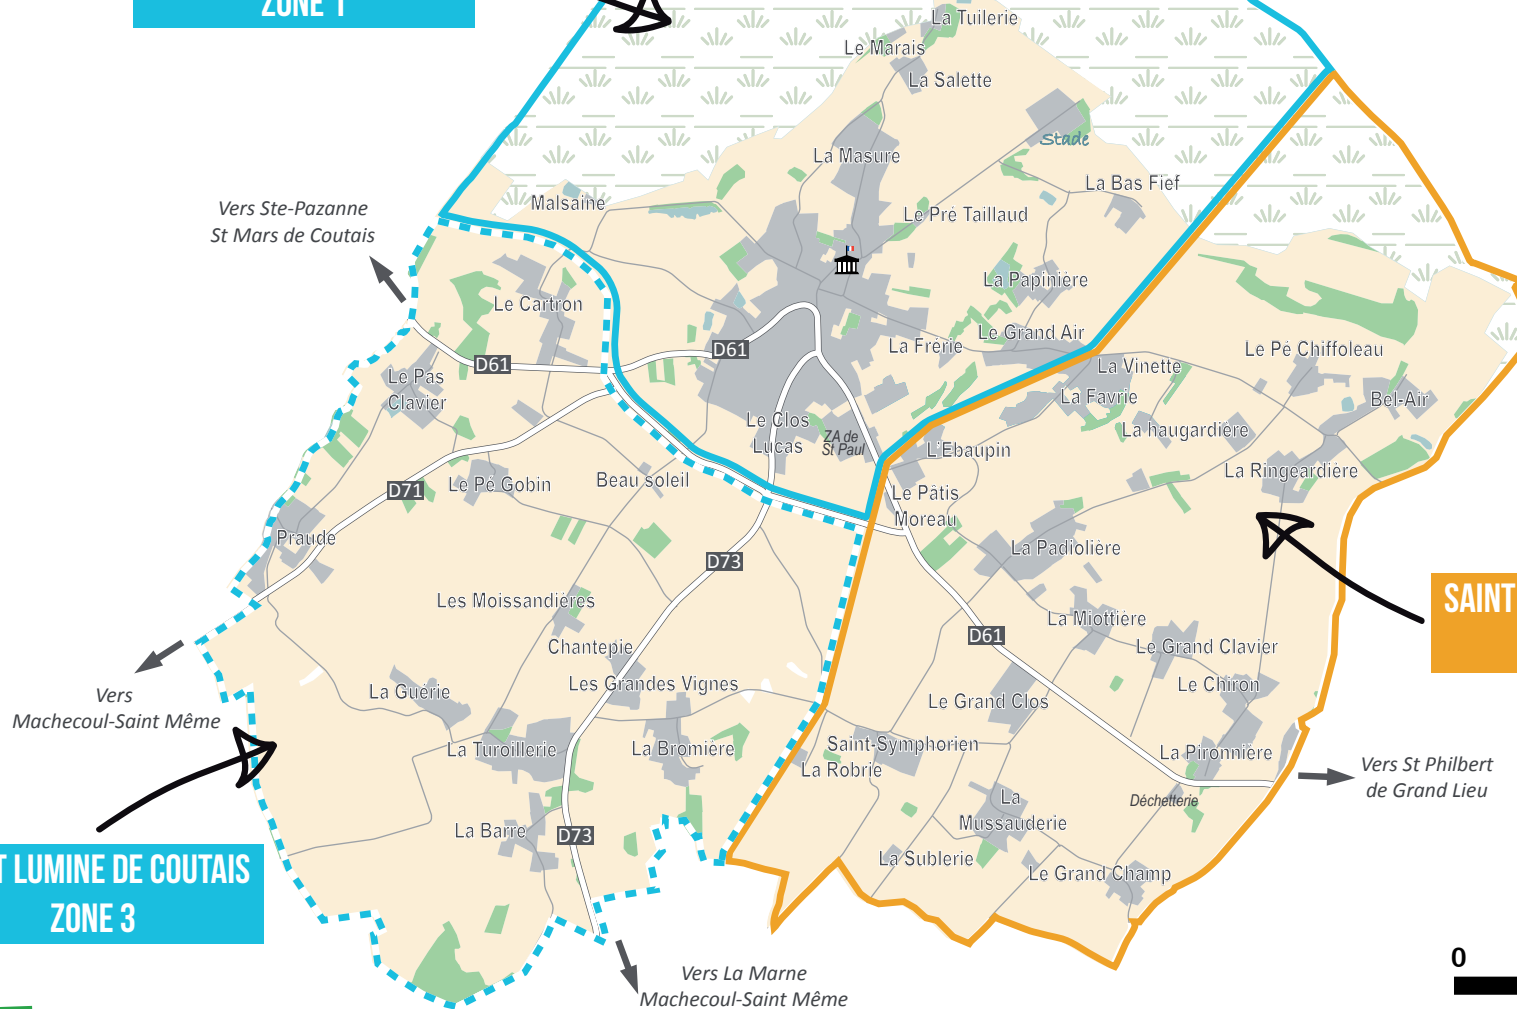 ZONE 1
La Tuilerie
Le Marais
La Salette
Stade
La Masure
La Bas Fief
Malsaine
Vers Ste-Pazanne
St Mars de Coutais
Le Pré Taillaud
La Papinière
Le Cartron
Le Grand Air
La Frérie
D61
D61
La Vinette
Le Pé Chiffoleau
Le Pas
Clavier
La Favrie
Bel-Air
Le Clos
Lucas
ZA de
St Paul
La haugardière
L'Ebaupin
La Ringeardière
Le Pé Gobin
Beau soleil
D71
Le Pâtis
Moreau
Praude
La Padiolière
D73
Les Moissandières
SAINT
La Miottière
D61
Chantepie
Le Grand Clavier
La Guérie
Les Grandes Vignes
Le Chiron
Le Grand Clos
Vers
Machecoul-Saint Même
La Turoillerie
La Bromière
Saint-Symphorien
La Robrie
La Pironnière
Vers St Philbert
de Grand Lieu
Déchetterie
La
Mussauderie
La Barre
D73
La Sublerie
Le Grand Champ
T LUMINE DE COUTAIS
ZONE 3
Vers La Marne
Machecoul-Saint Même
0